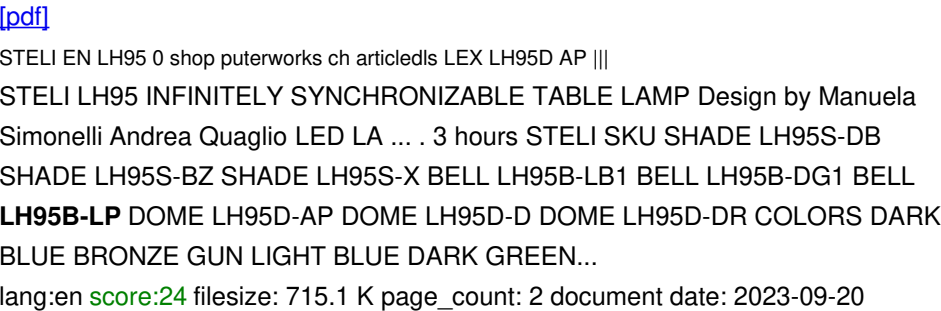 [pdf]
STELI EN LH95 0 shop puterworks ch articledls LEX LH95D AP |||
STELI LH95 INFINITELY SYNCHRONIZABLE TABLE LAMP Design by Manuela
Simonelli Andrea Quaglio LED LA ... . 3 hours STELI SKU SHADE LH95S-DB
SHADE LH95S-BZ SHADE LH95S-X BELL LH95B-LB1 BELL LH95B-DG1 BELL
LH95B-LP DOME LH95D-AP DOME LH95D-D DOME LH95D-DR COLORS DARK
BLUE BRONZE GUN LIGHT BLUE DARK GREEN...
lang:en score:24 filesize: 715.1 K page_count: 2 document date: 2023-09-20